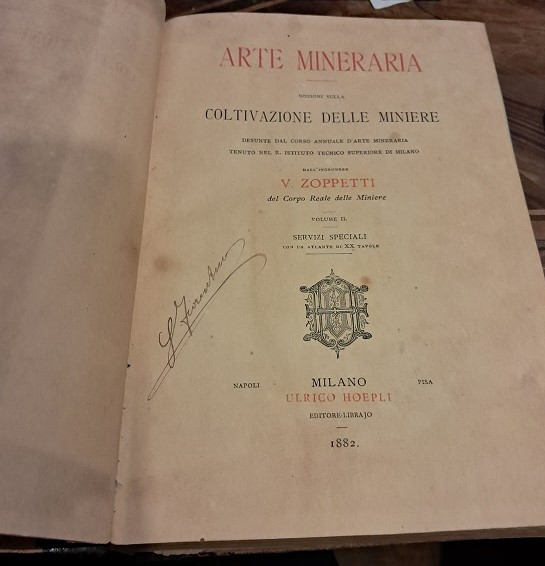 ARTE MINERARIA
NOZIONI SULLA
COLTIVAZIONE DELLE MINIERE
DESUNTE DAL CORSO ANNUALE D'ARTE MINERARIA
TENUTO NEL R. ISTITUTO TECNICO SUPERIORE DI MILANO
DALL'INGEGNERE
V. ZOPPETTI
del Corpo Reale delle Miniere
VOLUME II.
SERVIZI SPECIALI
CON UN ATLANTE DI XX TAVOLE
NAPOLI MILANO PISA
ULRICO HOEPLI
EDITORE-LIBRAJO
1882.